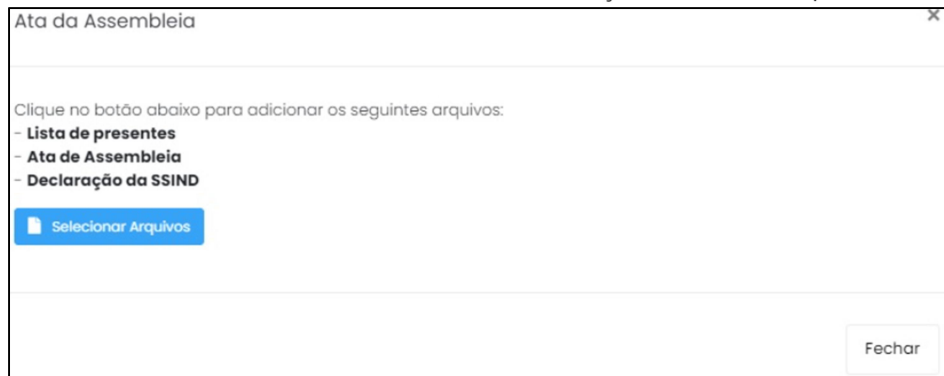 Ata da Assembleia
×
Clique no botão abaixo para adicionar os seguintes arquivos:
- Lista de presentes
- Ata de Assembleia
- Declaração da SSIND
Selecionar Arquivos
Fechar